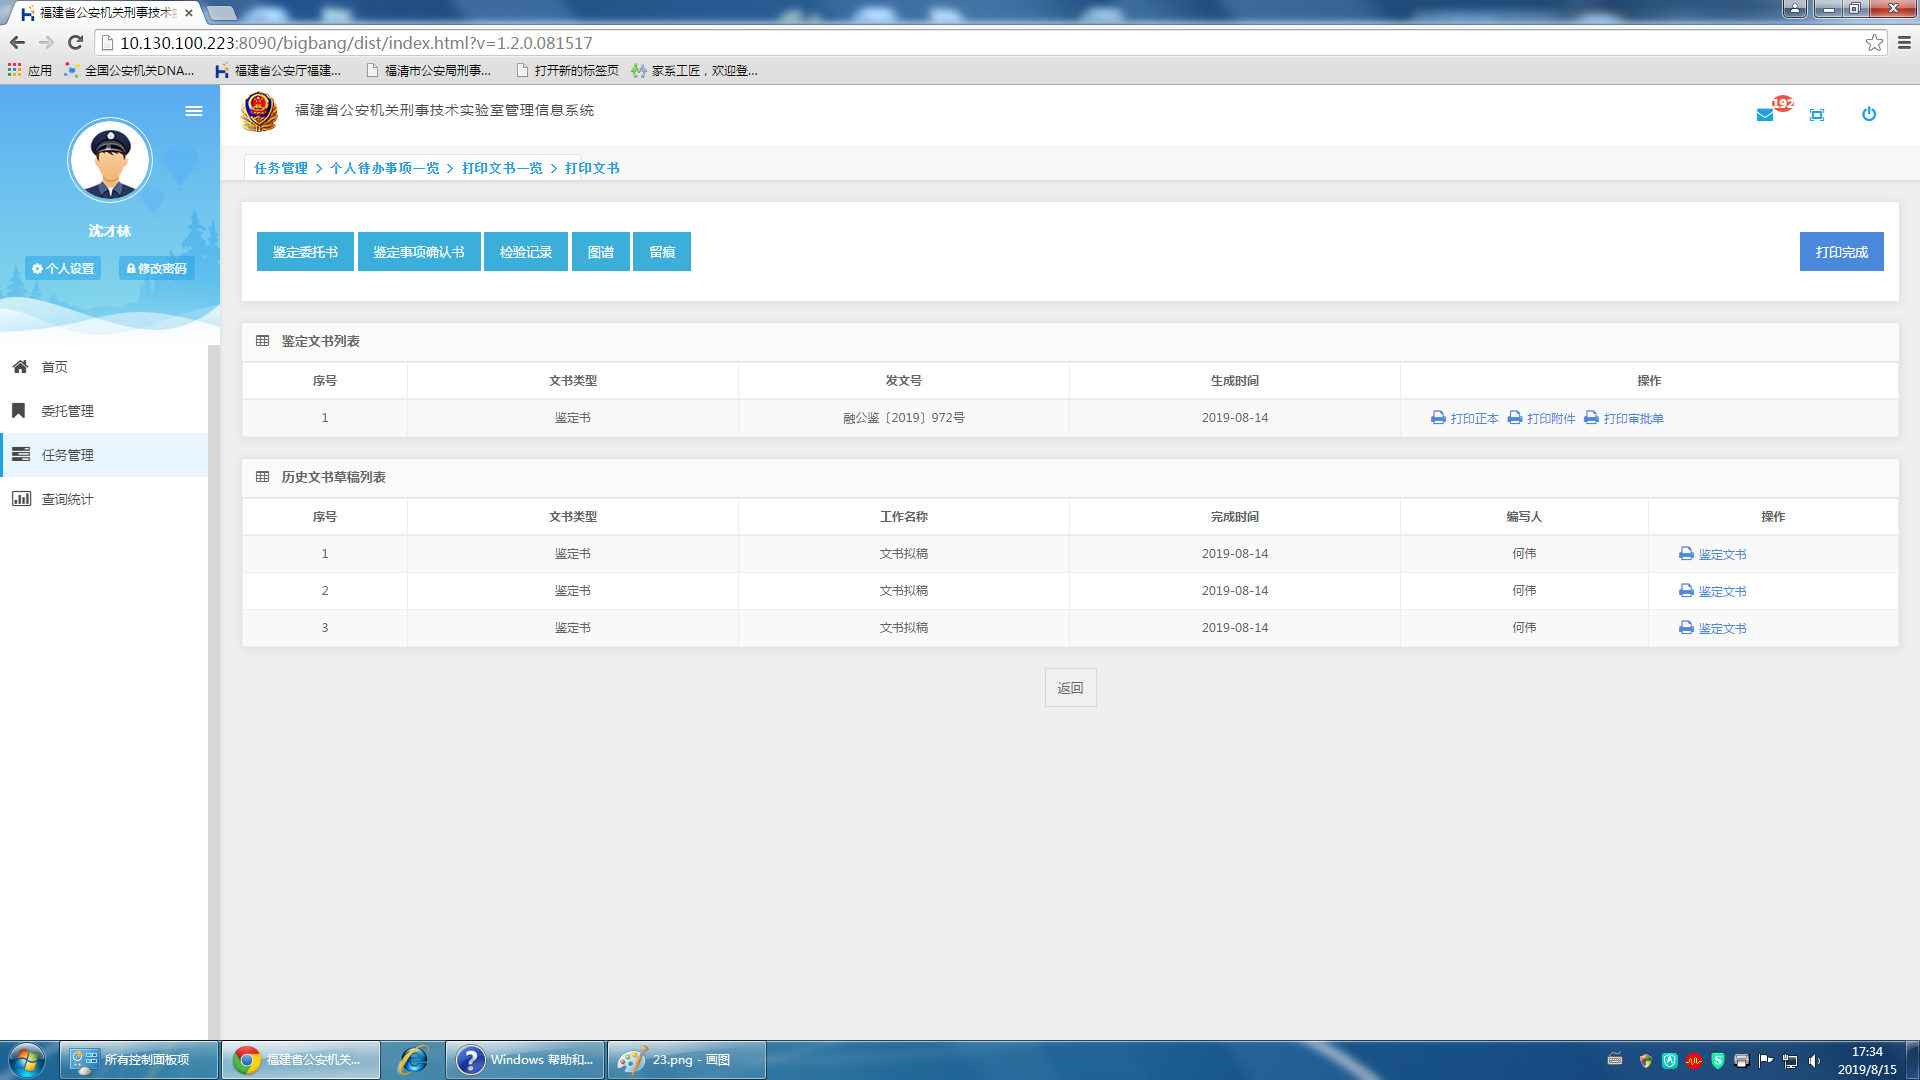 福建省公安机关刑事技术实
10.130.100.223:8090/bigbang/dist/index.html?v=1.2.0.081517
应用 全国公安机关DNA... 福建省公安厅福建... 福清市公安局刑事... 打开新的标签页 家系工匠，欢迎登...
福建省公安机关刑事技术实验室管理信息系统
192
任务管理 > 个人待办事项一览 > 打印文书一览 > 打印文书
沈才林
个人设置 修改密码
首页
委托管理
任务管理
查询统计
鉴定委托书 鉴定事项确认书 检验记录 图谱 留痕 打印完成
鉴定文书列表
序号 文书类型 发文号 生成时间 操作
1 鉴定书 融公鉴〔2019〕972号 2019-08-14 打印正本 打印附件 打印审批单
历史文书草稿列表
序号 文书类型 工作名称 完成时间 编写人 操作
1 鉴定书 文书拟稿 2019-08-14 何伟 鉴定文书
2 鉴定书 文书拟稿 2019-08-14 何伟 鉴定文书
3 鉴定书 文书拟稿 2019-08-14 何伟 鉴定文书
返回
所有控制面板项 福建省公安机关... Windows 帮助和... 23.png - 画图
17:34
2019/8/15